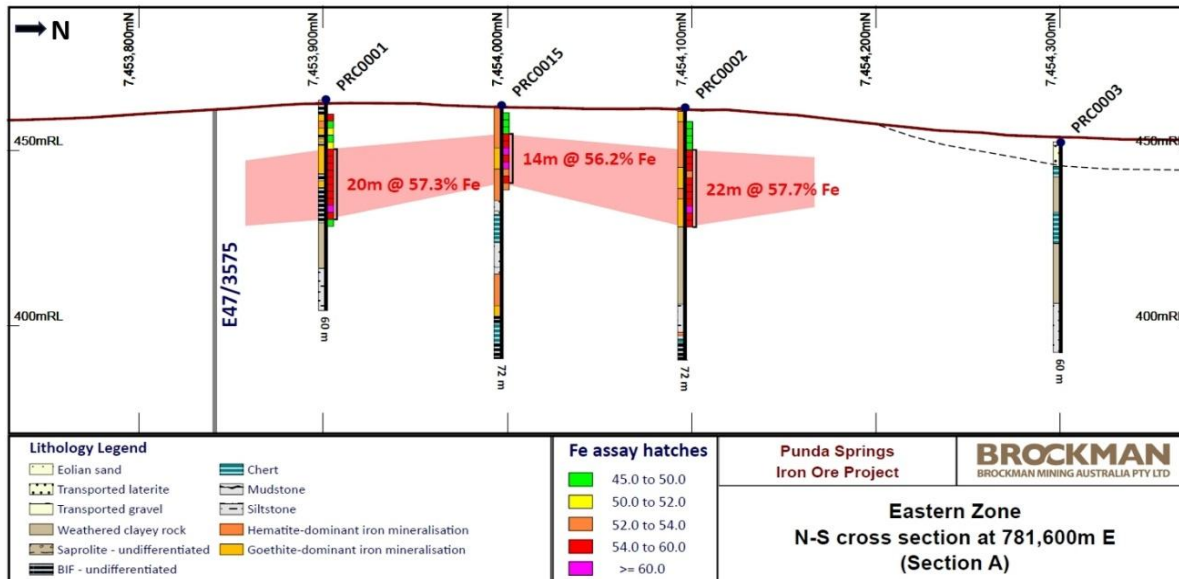 N
7,453,800mN
7,453,900mN
7,454,000mN
7,454,100mN
7,454,200mN
7,454,300mN
PRC0001
PRC0015
PRC0002
PRC0003
450mRL
450mRL
20m @ 57.3% Fe
14m @ 56.2% Fe
22m @ 57.7% Fe
E47/3575
400mRL
400mRL
60 m
72 m
72 m
60 m
Lithology Legend
Eolian sand
Transported laterite
Transported gravel
Weathered clayey rock
Saprolite - undifferentiated
BIF - undifferentiated
Chert
Mudstone
Siltstone
Hematite-dominant iron mineralisation
Goethite-dominant iron mineralisation
Fe assay hatches
45.0 to 50.0
50.0 to 52.0
52.0 to 54.0
54.0 to 60.0
>= 60.0
Punda Springs
Iron Ore Project
BROCKMAN
BROCKMAN MINING AUSTRALIA PTY LTD
Eastern Zone
N-S cross section at 781,600m E
(Section A)